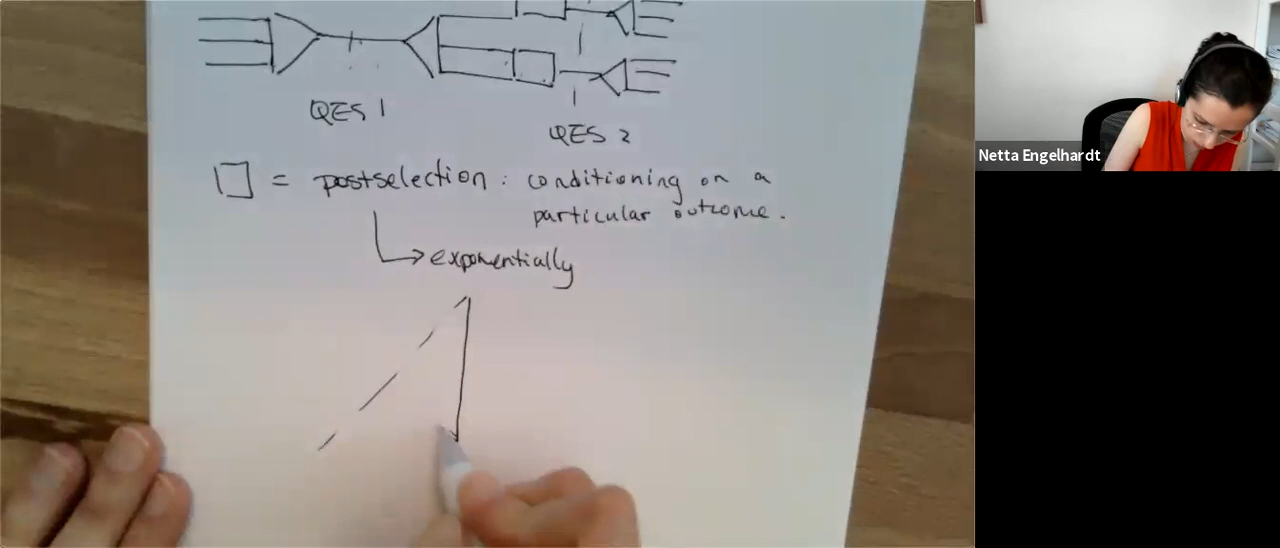 QES 1
QES 2
= postselection : conditioning on a
particular outcome.
exponentially
Netta Engelhardt